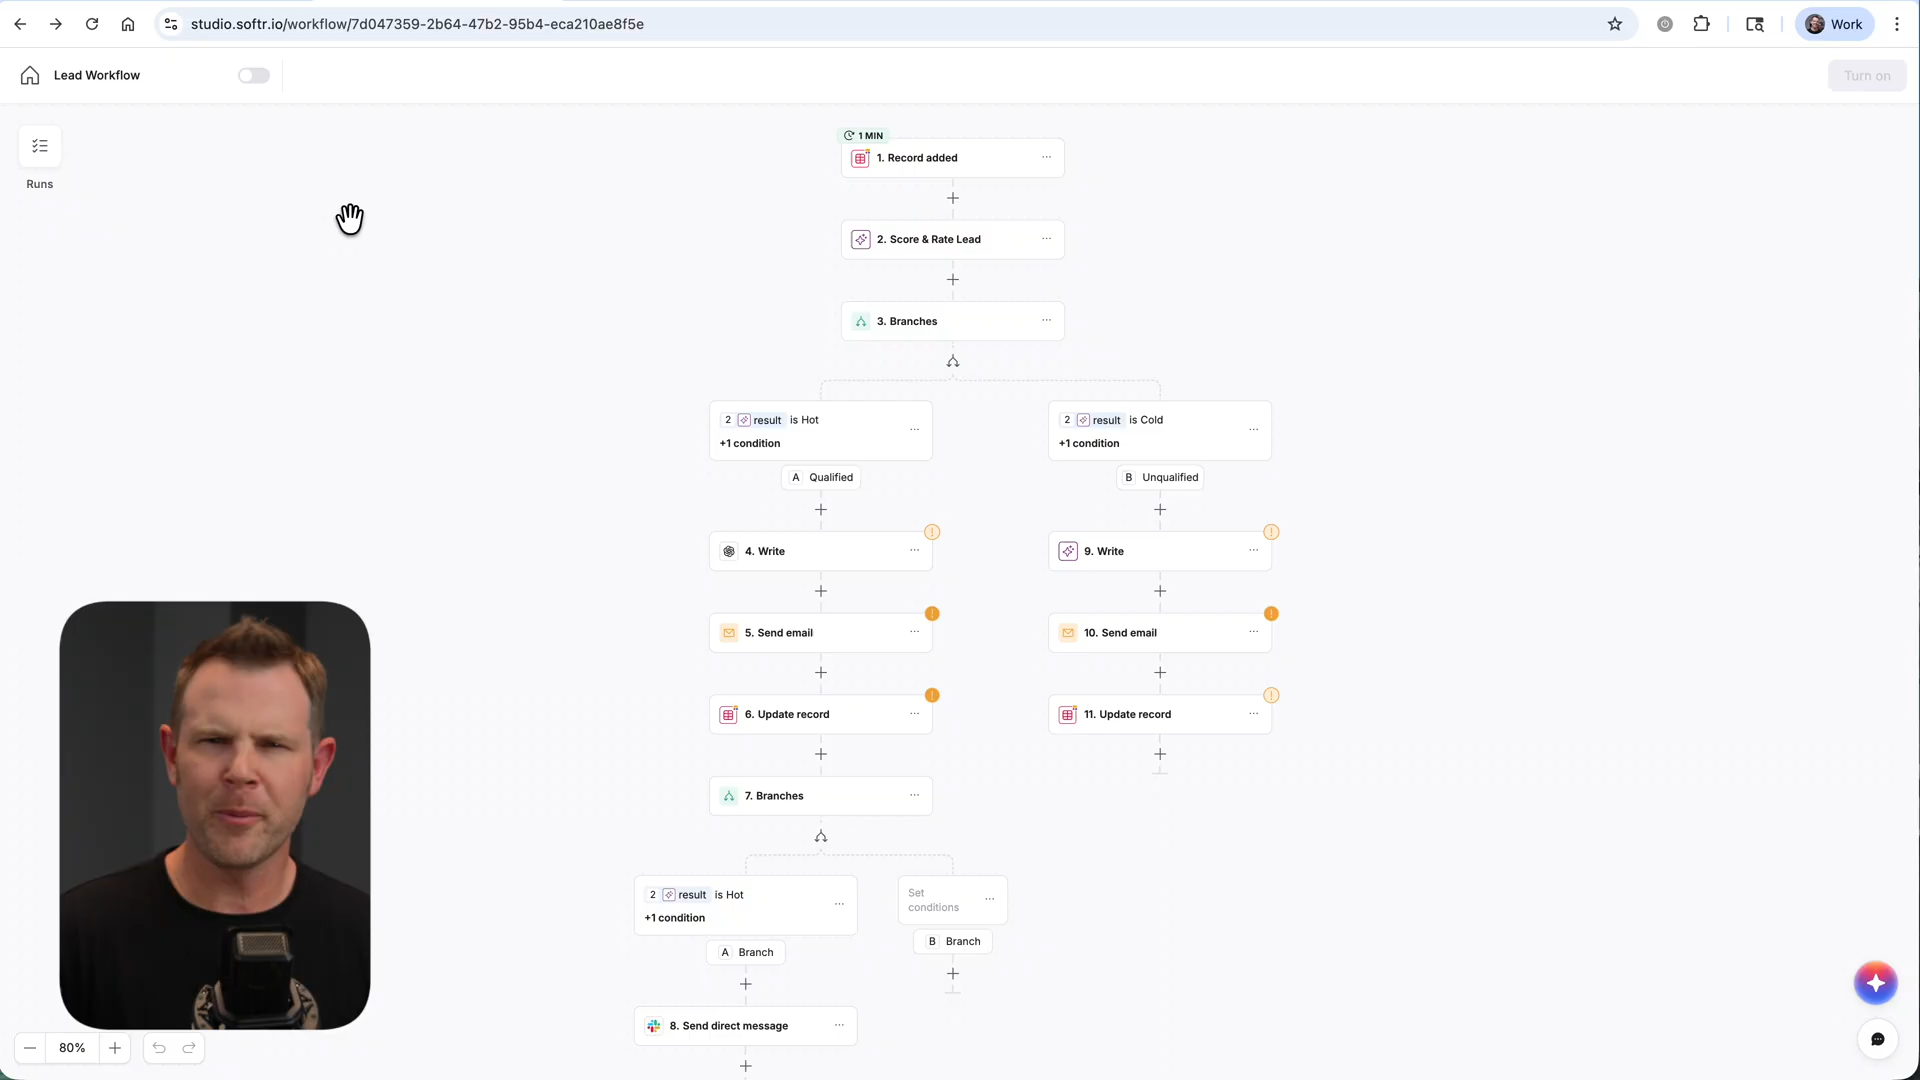 studio.softr.io/workflow/7d047359-2b64-47b2-95b4-eca210ae8f5e
Work
Lead Workflow
Turn on
Runs
1 MIN
1. Record added
2. Score & Rate Lead
3. Branches
2 result is Hot
+1 condition
A Qualified
2 result is Cold
+1 condition
B Unqualified
4. Write
9. Write
5. Send email
10. Send email
6. Update record
11. Update record
7. Branches
2 result is Hot
+1 condition
A Branch
Set
conditions
B Branch
8. Send direct message
80%